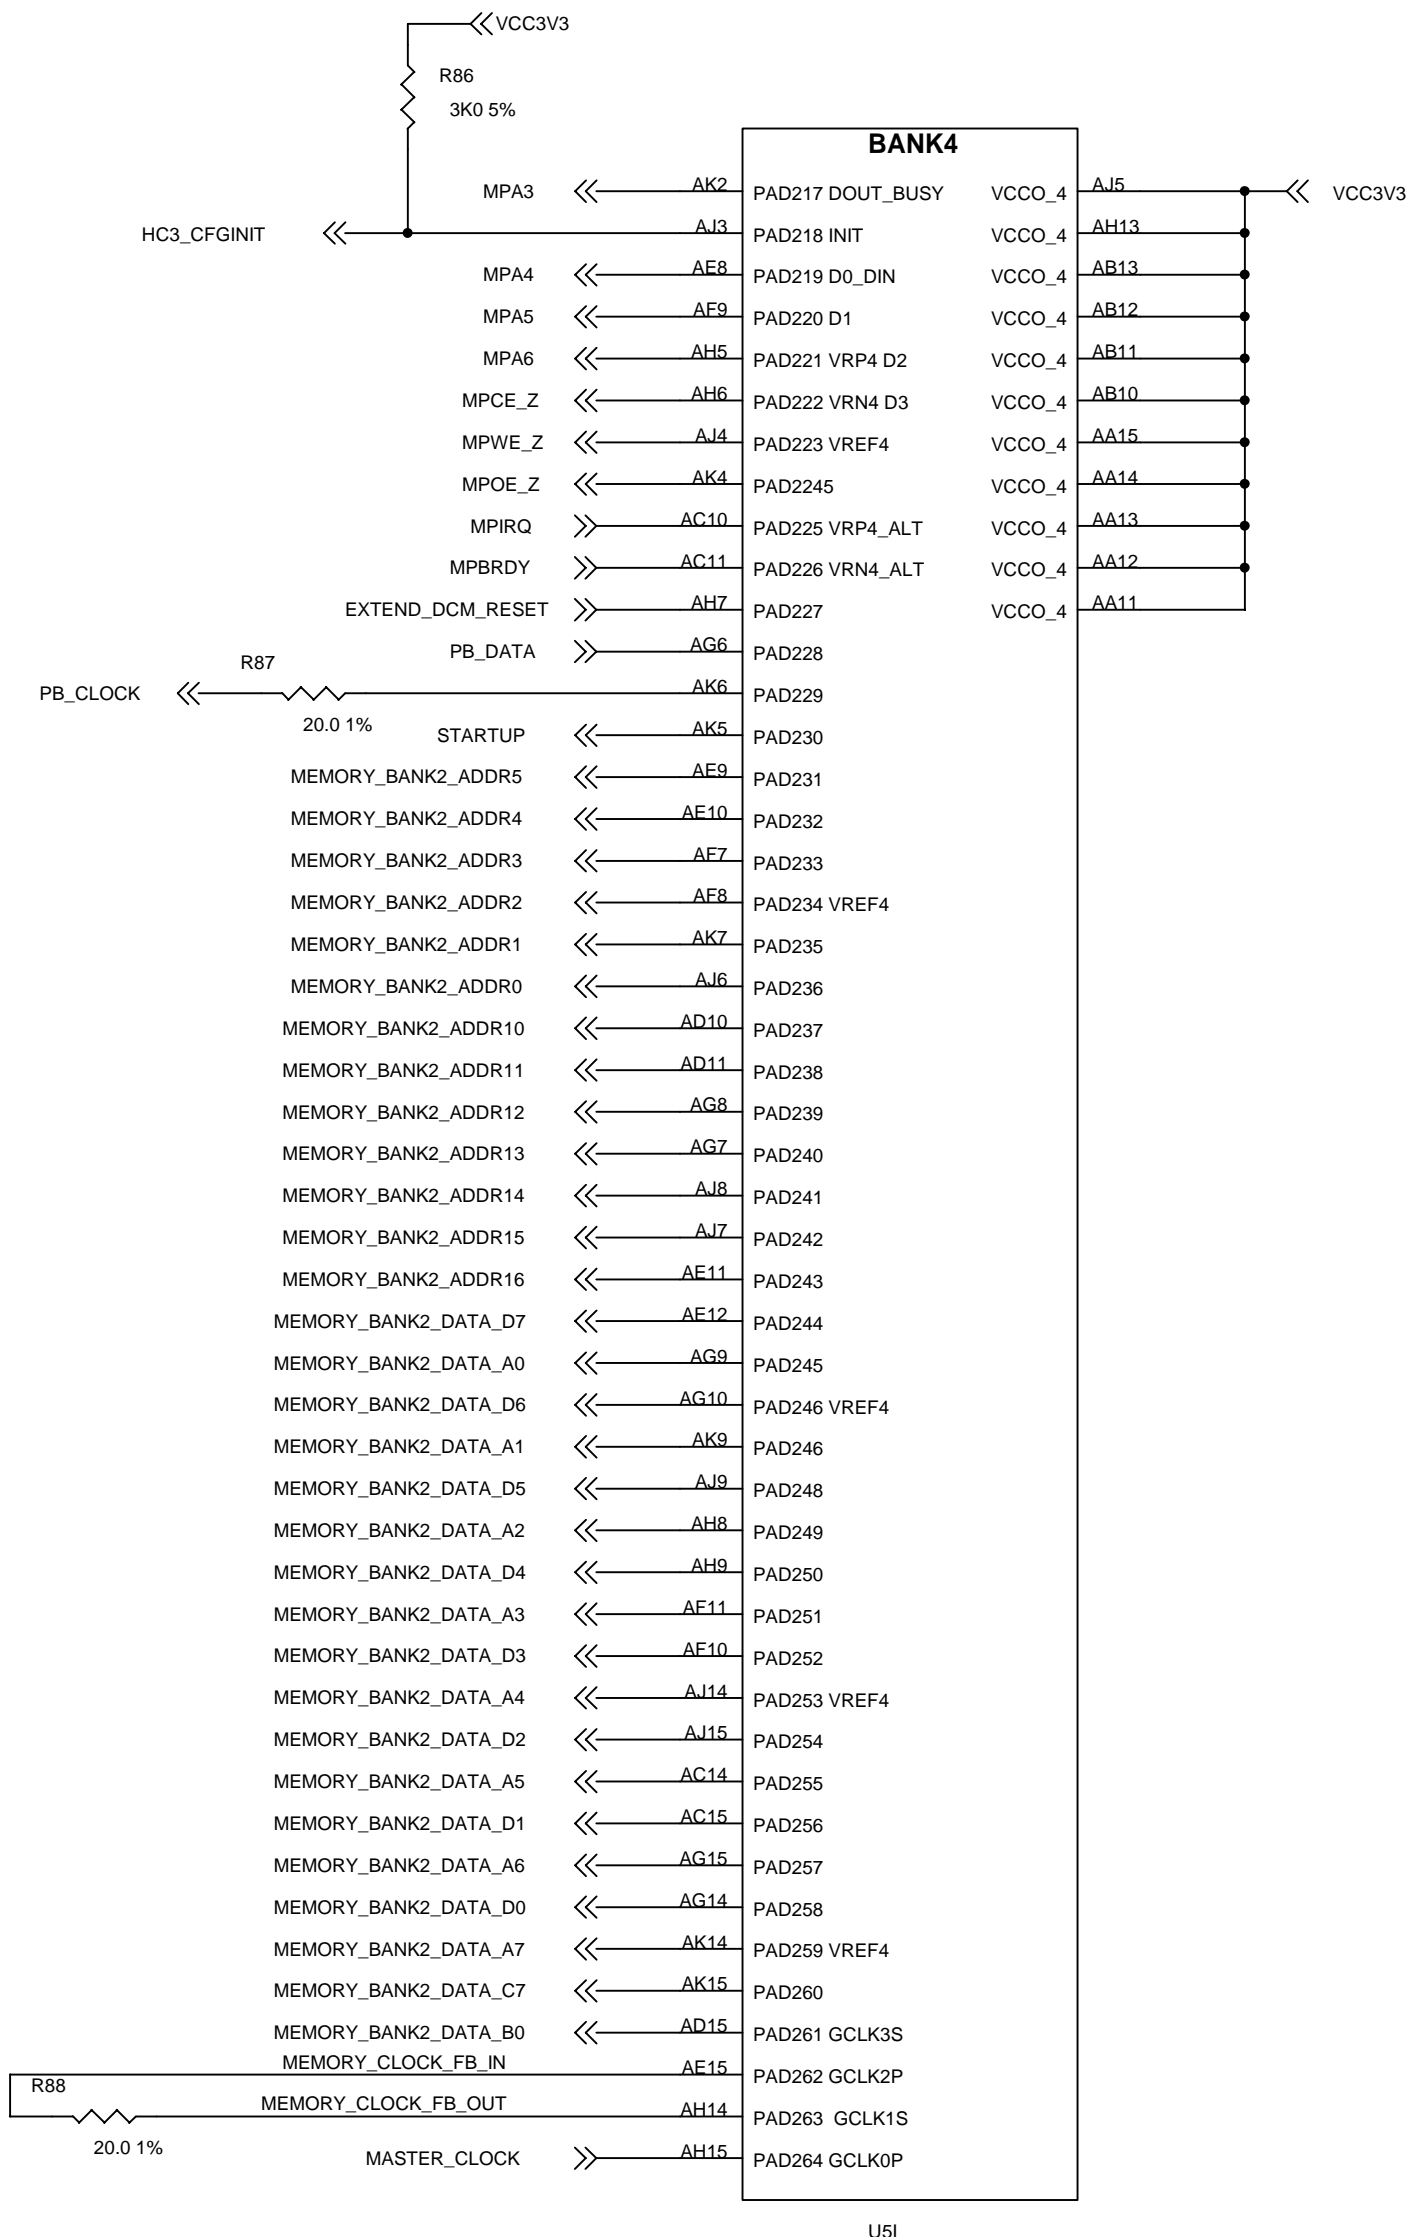 VCC3V3
R86
3K0 5%
BANK4
MPA3 AK2 PAD217 DOUT_BUSY VCCO_4 AJ5 VCC3V3
HC3_CFGINIT AJ3 PAD218 INIT VCCO_4 AH13
MPA4 AE8 PAD219 D0_DIN VCCO_4 AB13
MPA5 AF9 PAD220 D1 VCCO_4 AB12
MPA6 AH5 PAD221 VRP4 D2 VCCO_4 AB11
MPCE_Z AH6 PAD222 VRN4 D3 VCCO_4 AB10
MPWE_Z AJ4 PAD223 VREF4 VCCO_4 AA15
MPOE_Z AK4 PAD2245 VCCO_4 AA14
MPIRQ AC10 PAD225 VRP4_ALT VCCO_4 AA13
MPBRDY AC11 PAD226 VRN4_ALT VCCO_4 AA12
EXTEND_DCM_RESET AH7 PAD227 VCCO_4 AA11
PB_DATA AG6 PAD228
R87
PB_CLOCK AK6 PAD229
20.0 1%
STARTUP AK5 PAD230
MEMORY_BANK2_ADDR5 AE9 PAD231
MEMORY_BANK2_ADDR4 AE10 PAD232
MEMORY_BANK2_ADDR3 AF7 PAD233
MEMORY_BANK2_ADDR2 AF8 PAD234 VREF4
MEMORY_BANK2_ADDR1 AK7 PAD235
MEMORY_BANK2_ADDR0 AJ6 PAD236
MEMORY_BANK2_ADDR10 AD10 PAD237
MEMORY_BANK2_ADDR11 AD11 PAD238
MEMORY_BANK2_ADDR12 AG8 PAD239
MEMORY_BANK2_ADDR13 AG7 PAD240
MEMORY_BANK2_ADDR14 AJ8 PAD241
MEMORY_BANK2_ADDR15 AJ7 PAD242
MEMORY_BANK2_ADDR16 AE11 PAD243
MEMORY_BANK2_DATA_D7 AE12 PAD244
MEMORY_BANK2_DATA_A0 AG9 PAD245
MEMORY_BANK2_DATA_D6 AG10 PAD246 VREF4
MEMORY_BANK2_DATA_A1 AK9 PAD246
MEMORY_BANK2_DATA_D5 AJ9 PAD248
MEMORY_BANK2_DATA_A2 AH8 PAD249
MEMORY_BANK2_DATA_D4 AH9 PAD250
MEMORY_BANK2_DATA_A3 AF11 PAD251
MEMORY_BANK2_DATA_D3 AF10 PAD252
MEMORY_BANK2_DATA_A4 AJ14 PAD253 VREF4
MEMORY_BANK2_DATA_D2 AJ15 PAD254
MEMORY_BANK2_DATA_A5 AC14 PAD255
MEMORY_BANK2_DATA_D1 AC15 PAD256
MEMORY_BANK2_DATA_A6 AG15 PAD257
MEMORY_BANK2_DATA_D0 AG14 PAD258
MEMORY_BANK2_DATA_A7 AK14 PAD259 VREF4
MEMORY_BANK2_DATA_C7 AK15 PAD260
MEMORY_BANK2_DATA_B0 AD15 PAD261 GCLK3S
MEMORY_CLOCK_FB_IN AE15 PAD262 GCLK2P
R88
MEMORY_CLOCK_FB_OUT AH14 PAD263 GCLK1S
20.0 1%
MASTER_CLOCK AH15 PAD264 GCLK0P
U5I